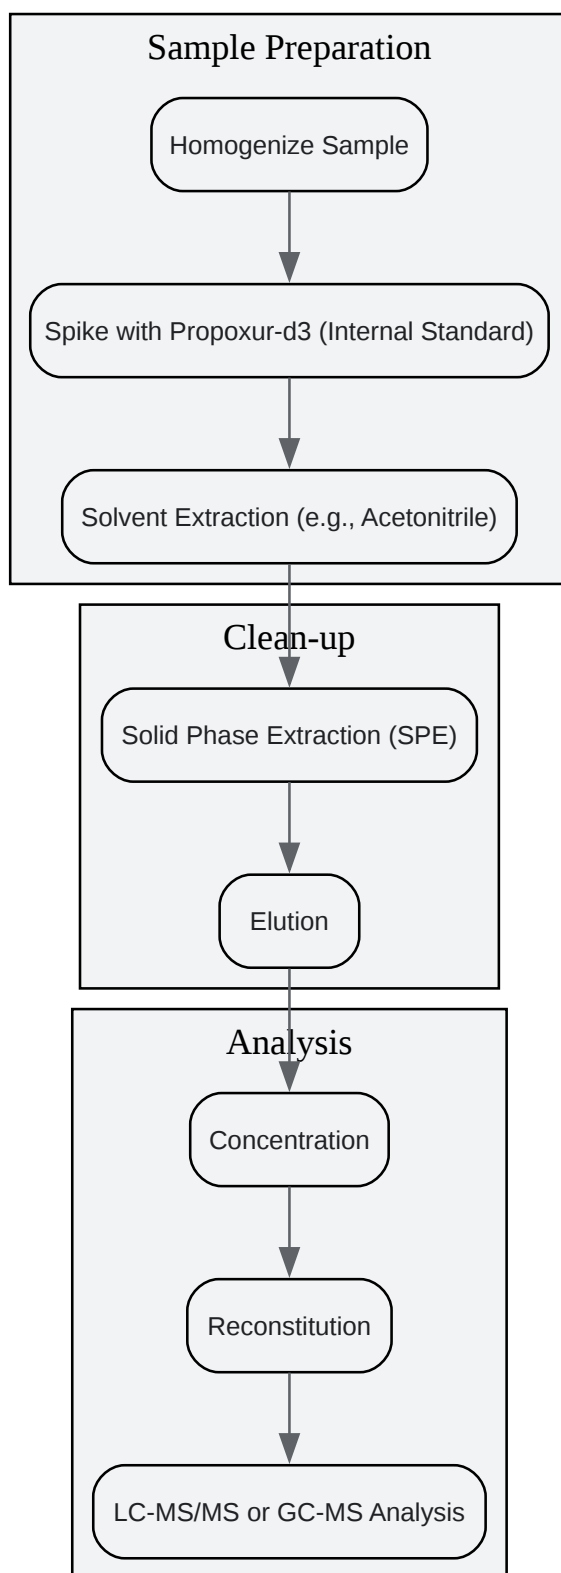 Sample Preparation
Homogenize Sample
Spike with Propoxur-d3 (Internal Standard)
Solvent Extraction (e.g., Acetonitrile)
Clean-up
Solid Phase Extraction (SPE)
Elution
Analysis
Concentration
Reconstitution
LC-MS/MS or GC-MS Analysis